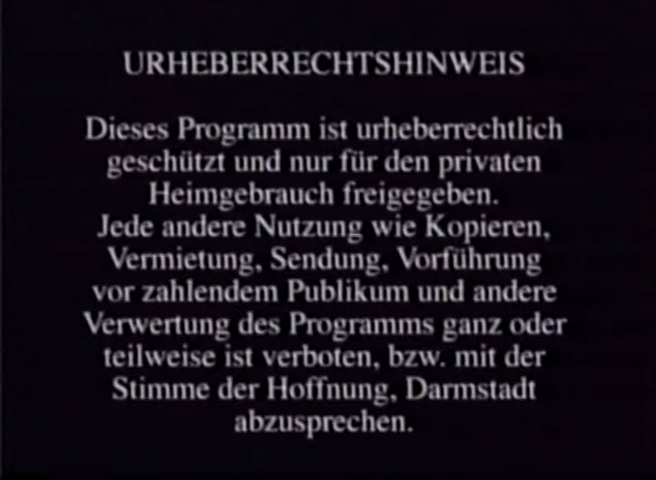 URHEBERRECHTSHINWEIS
Dieses Programm ist urheberrechtlich
geschützt und nur für den privaten
Heimgebrauch freigegeben.
Jede andere Nutzung wie Kopieren,
Vermietung, Sendung, Vorführung
vor zahlendem Publikum und andere
Verwertung des Programms ganz oder
teilweise ist verboten, bzw. mit der
Stimme der Hoffnung, Darmstadt
abzusprechen.